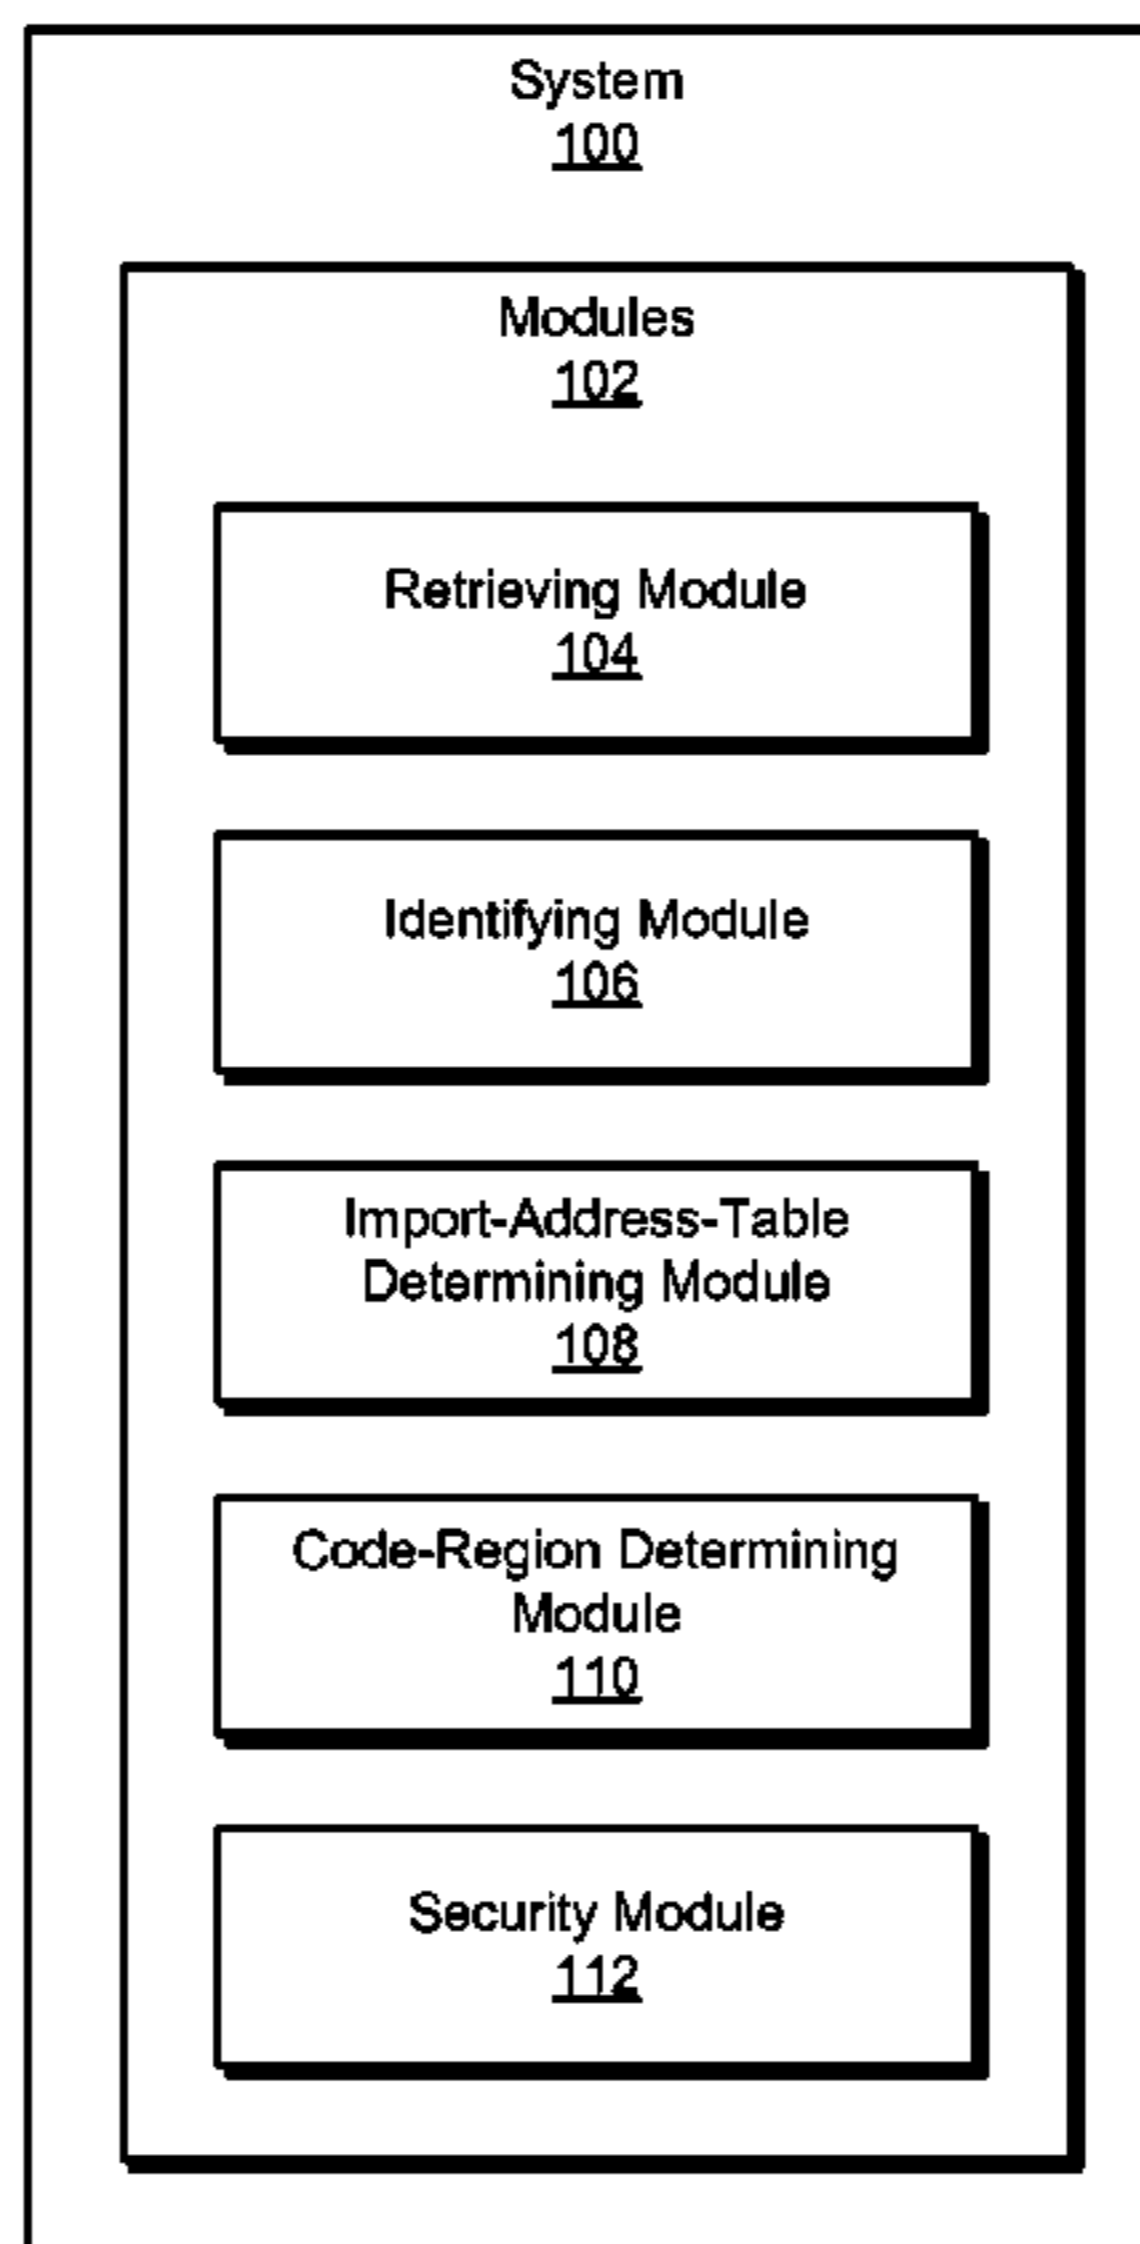 System
100
Modules
102
Retrieving Module
104
Identifying Module
106
Import-Address-Table
Determining Module
108
Code-Region Determining
Module
110
Security Module
112